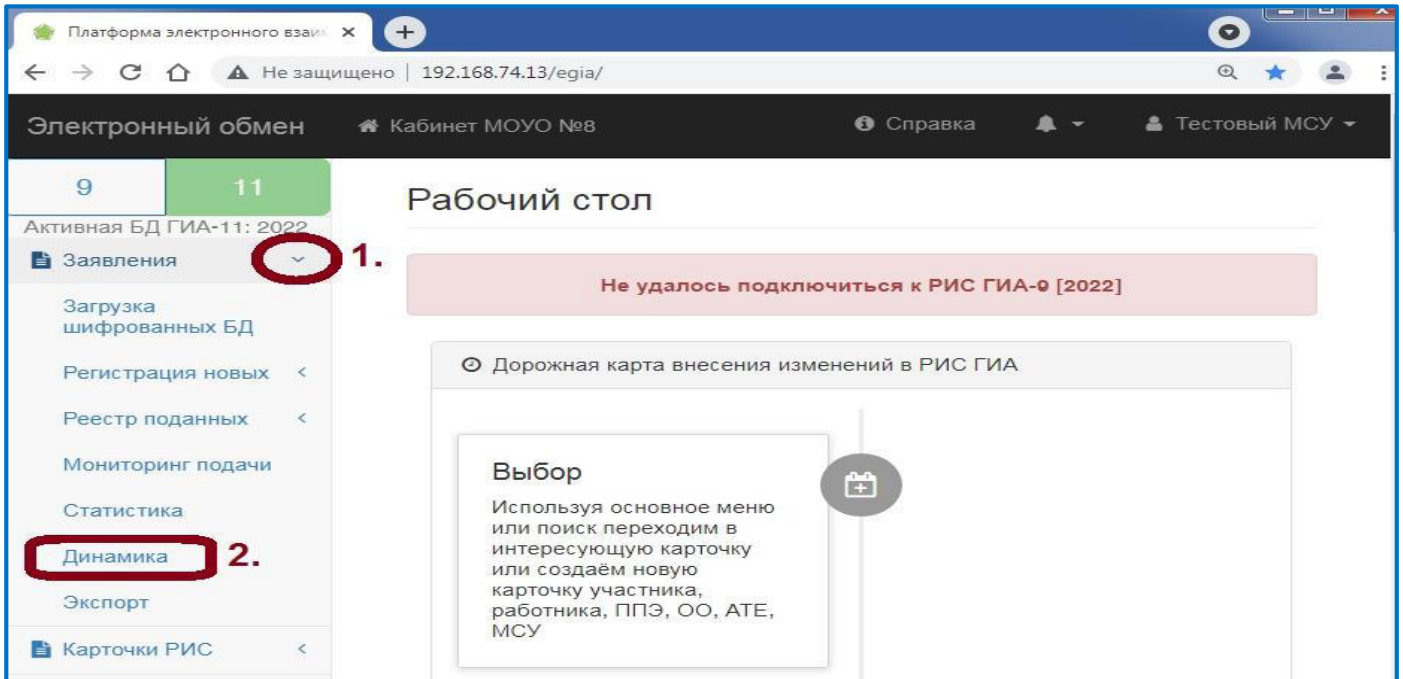 Платформа электронного взаи
Не защищено | 192.168.74.13/egia/
Электронный обмен
Кабинет МОУО №8
Справка
Тестовый МСУ
9
11
Активная БД ГИА-11: 2022
Заявления
1.
Загрузка
шифрованных БД
Регистрация новых
Реестр поданных
Мониторинг подачи
Статистика
Динамика
2.
Экспорт
Карточки РИС
Рабочий стол
Не удалось подключиться к РИС ГИА-9 [2022]
Дорожная карта внесения изменений в РИС ГИА
Выбор
Используя основное меню
или поиск переходим в
интересующую карточку
или создаём новую
карточку участника,
работника, ППЭ, ОО, АТЕ,
МСУ